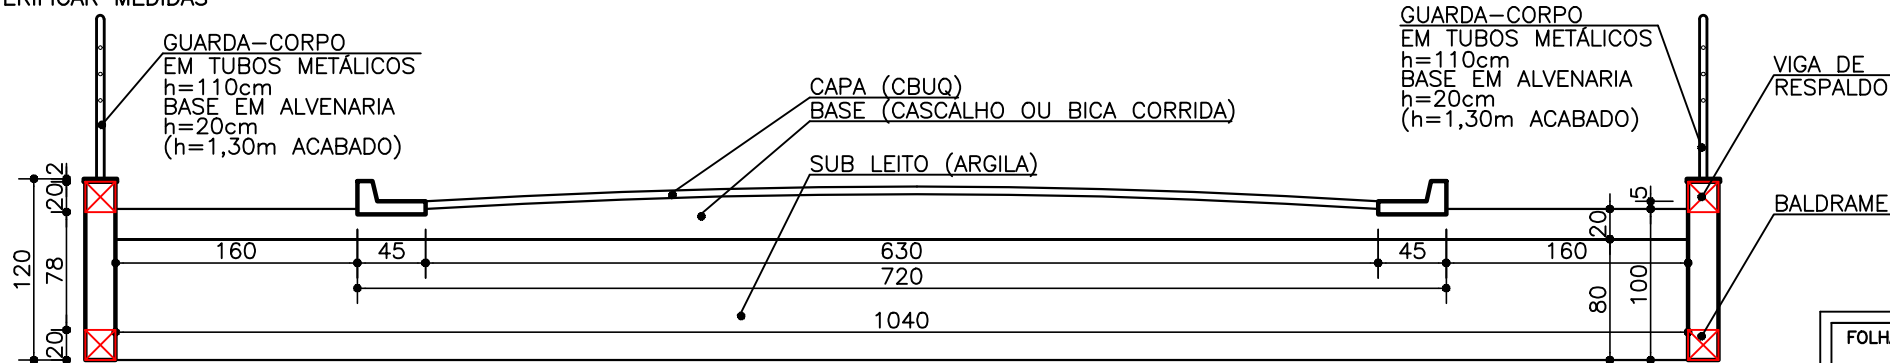 VERIFICAR MEDIDAS
GUARDA-CORPO
EM TUBOS METÁLICOS
h=110cm
BASE EM ALVENARIA
h=20cm
(h=1,30m ACABADO)
CAPA (CBUQ)
BASE (CASCALHO OU BICA CORRIDA)
SUB LEITO (ARGILA)
GUARDA-CORPO
EM TUBOS METÁLICOS
h=110cm
BASE EM ALVENARIA
h=20cm
(h=1,30m ACABADO)
VIGA DE
RESPALDO
BALDRAME
2
20
78
20
120
160
45
630
45
160
720
1040
5
20
80
100